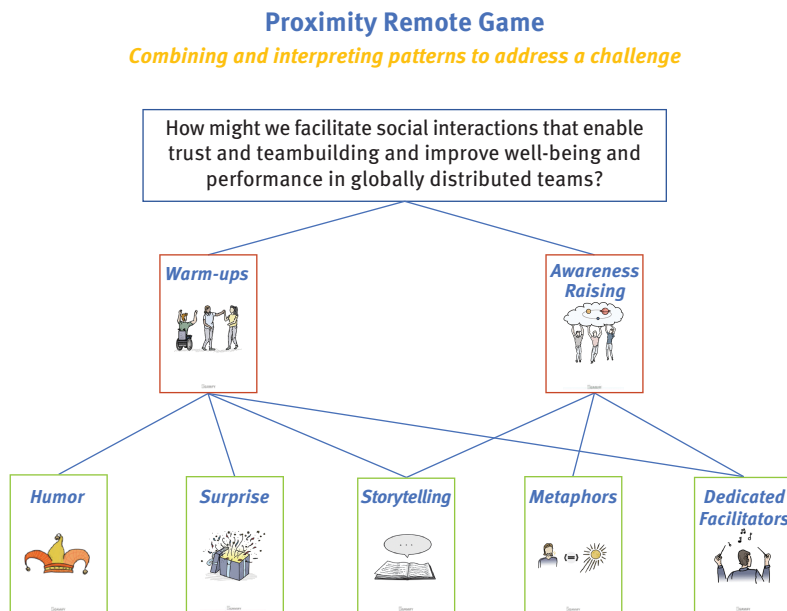 Proximity Remote Game
Combining and interpreting patterns to address a challenge
How might we facilitate social interactions that enable
trust and teambuilding and improve well-being and
performance in globally distributed teams?
Warm-ups
Awareness
Raising
Humor
Surprise
Storytelling
Metaphors
Dedicated
Facilitators